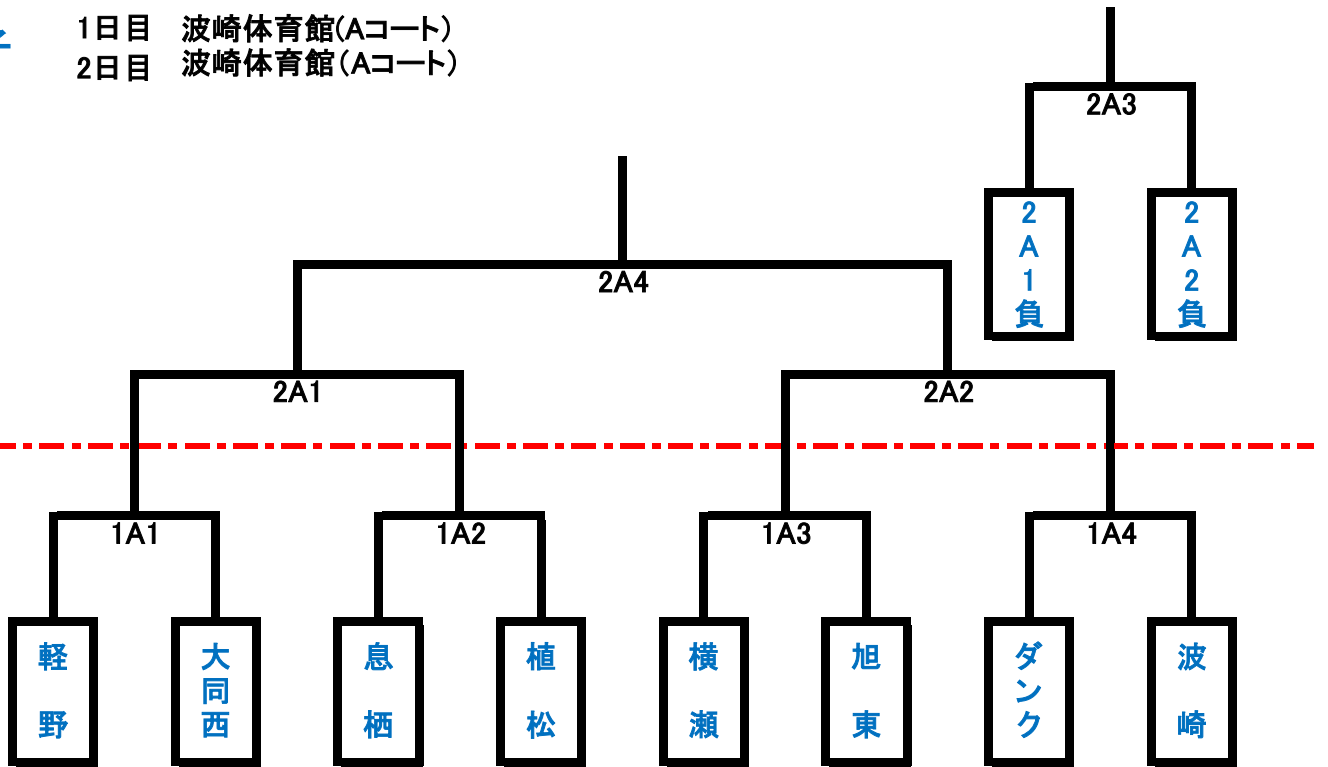 1日目 波崎体育館(Aコート)
2日目 波崎体育館(Aコート)
2A3
2A1負
2A2負
2A4
2A1
2A2
1A1
1A2
1A3
1A4
軽野
大同西
息栖
植松
横瀬
旭東
ダンク
波崎